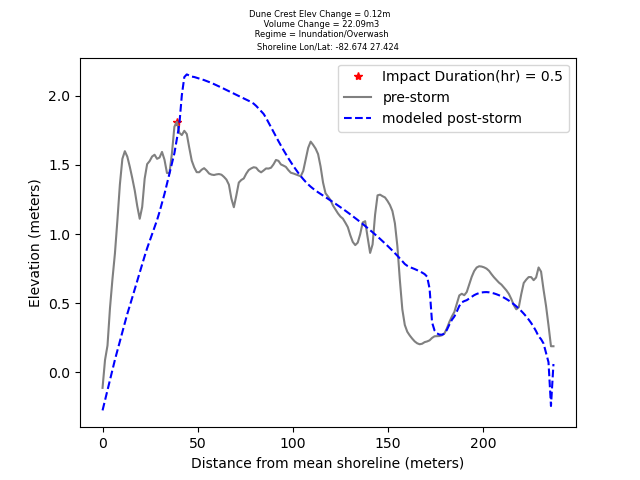 Dune Crest Elev Change = 0.12m
Volume Change = 22.09m3
Regime = Inundation/Overwash
Shoreline Lon/Lat: -82.674 27.424
Impact Duration(hr) = 0.5
pre-storm
modeled post-storm
2.0
1.5
1.0
0.5
0.0
Elevation (meters)
0 50 100 150 200
Distance from mean shoreline (meters)